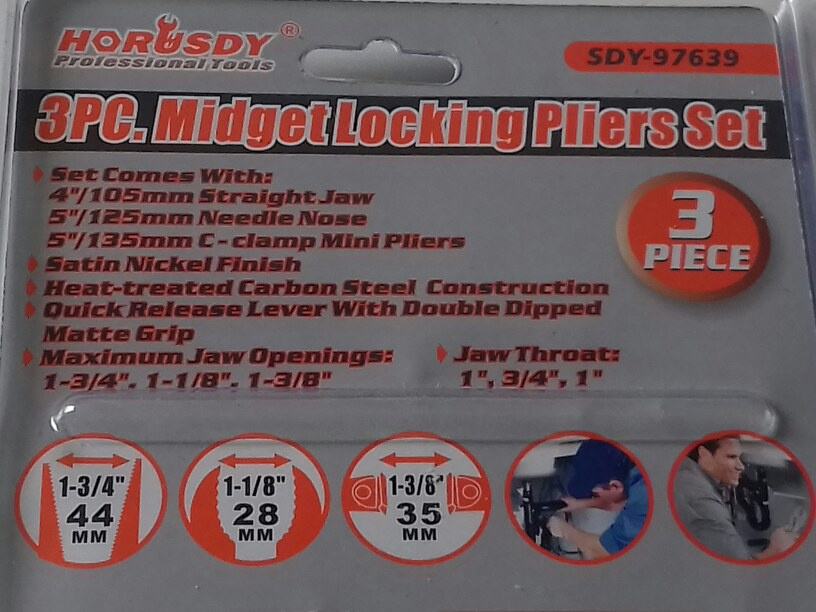 HORUSDY®
Professional Tools
SDY-97639
3PC. Midget Locking Pliers Set
Set Comes With:
4"/105mm Straight Jaw
5"/125mm Needle Nose
5"/135mm C-clamp Mini Pliers
Satin Nickel Finish
Heat-treated Carbon Steel Construction
Quick Release Lever With Double Dipped
Matte Grip
Maximum Jaw Openings:
1-3/4", 1-1/8", 1-3/8"
Jaw Throat:
1", 3/4", 1"
3
PIECE
1-3/4"
44
MM
1-1/8"
28
MM
1-3/8"
35
MM